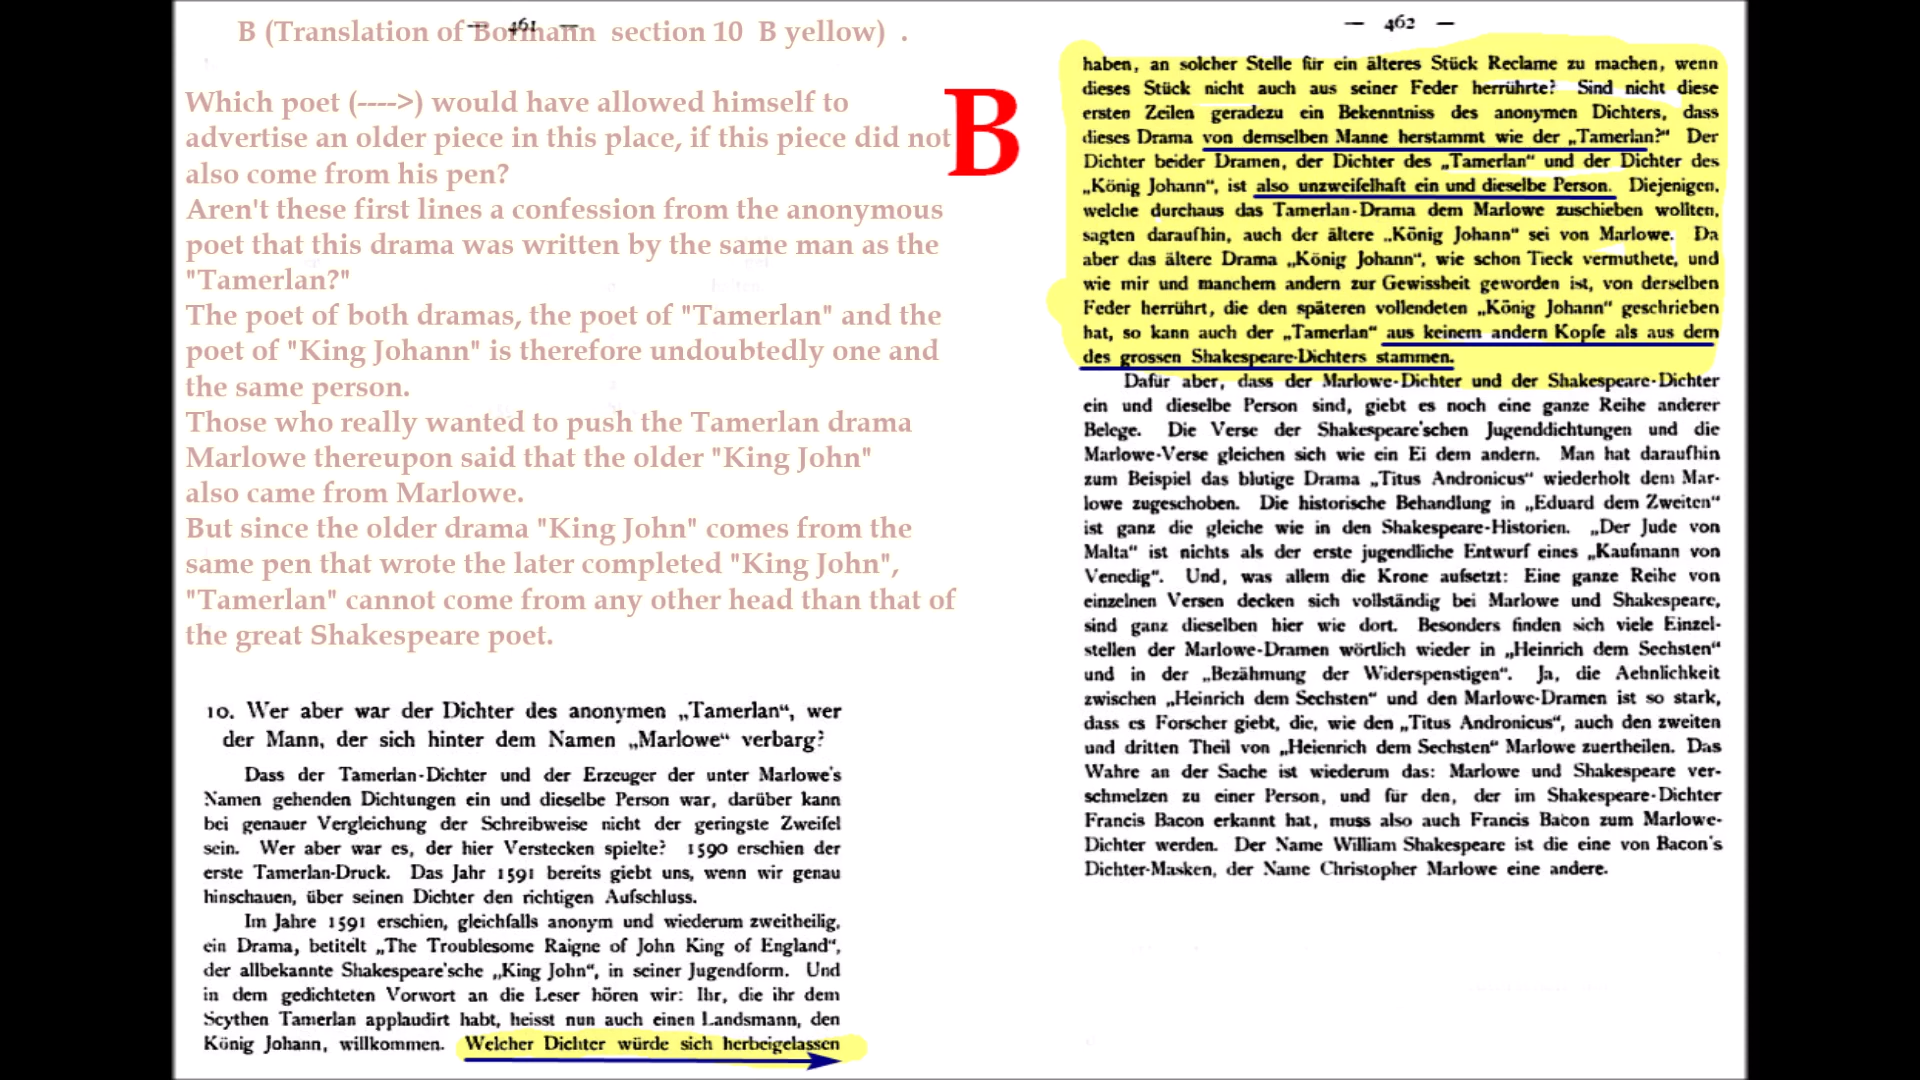 — 461 —
B (Translation of Bormann section 10 B yellow) .
Which poet (---->) would have allowed himself to
advertise an older piece in this place, if this piece did not
also come from his pen?
Aren't these first lines a confession from the anonymous
poet that this drama was written by the same man as the
"Tamerlan?"
The poet of both dramas, the poet of "Tamerlan" and the
poet of "King Johann" is therefore undoubtedly one and
the same person.
Those who really wanted to push the Tamerlan drama
Marlowe thereupon said that the older "King John"
also came from Marlowe.
But since the older drama "King John" comes from the
same pen that wrote the later completed "King John",
"Tamerlan" cannot come from any other head than that of
the great Shakespeare poet.
B
10. Wer aber war der Dichter des anonymen „Tamerlan“, wer
der Mann, der sich hinter dem Namen „Marlowe“ verbarg?
Dass der Tamerlan-Dichter und der Erzeuger der unter Marlowe's
Namen gehenden Dichtungen ein und dieselbe Person war, darüber kann
bei genauer Vergleichung der Schreibweise nicht der geringste Zweifel
sein. Wer aber war es, der hier Verstecken spielte? 1590 erschien der
erste Tamerlan-Druck. Das Jahr 1591 bereits giebt uns, wenn wir genau
hinschauen, über seinen Dichter den richtigen Aufschluss.
Im Jahre 1591 erschien, gleichfalls anonym und wiederum zweitheilig,
ein Drama, betitelt „The Troublesome Raigne of John King of England“,
der allbekannte Shakespeare'sche „King John“, in seiner Jugendform. Und
in dem gedichteten Vorwort an die Leser hören wir: Ihr, die ihr dem
Scythen Tamerlan applaudirt habt, heisst nun auch einen Landsmann, den
König Johann, willkommen. Welcher Dichter würde sich herbeigelassen
— 462 —
haben, an solcher Stelle für ein älteres Stück Reclame zu machen, wenn
dieses Stück nicht auch aus seiner Feder herrührte? Sind nicht diese
ersten Zeilen geradezu ein Bekenntniss des anonymen Dichters, dass
dieses Drama von demselben Manne herstammt wie der „Tamerlan?“ Der
Dichter beider Dramen, der Dichter des „Tamerlan“ und der Dichter des
„König Johann“, ist also unzweifelhaft ein und dieselbe Person. Diejenigen,
welche durchaus das Tamerlan-Drama dem Marlowe zuschieben wollten,
sagten daraufhin, auch der ältere „König Johann“ sei von Marlowe. Da
aber das ältere Drama „König Johann“, wie schon Tieck vermuthete, und
wie mir und manchem andern zur Gewissheit geworden ist, von derselben
Feder herrührt, die den späteren vollendeten „König Johann“ geschrieben
hat, so kann auch der „Tamerlan“ aus keinem andern Kopfe als aus dem
des grossen Shakespeare-Dichters stammen.
Dafür aber, dass der Marlowe-Dichter und der Shakespeare-Dichter
ein und dieselbe Person sind, giebt es noch eine ganze Reihe anderer
Belege. Die Verse der Shakespeare'schen Jugenddichtungen und die
Marlowe-Verse gleichen sich wie ein Ei dem andern. Man hat daraufhin
zum Beispiel das blutige Drama „Titus Andronicus“ wiederholt dem Mar-
lowe zugeschoben. Die historische Behandlung in „Eduard dem Zweiten“
ist ganz die gleiche wie in den Shakespeare-Historien. „Der Jude von
Malta“ ist nichts als der erste jugendliche Entwurf eines „Kaufmann von
Venedig“. Und, was allem die Krone aufsetzt: Eine ganze Reihe von
einzelnen Versen decken sich vollständig bei Marlowe und Shakespeare,
sind ganz dieselben hier wie dort. Besonders finden sich viele Einzel-
stellen der Marlowe-Dramen wörtlich wieder in „Heinrich dem Sechsten“
und in der „Bezähmung der Widerspenstigen“. Ja, die Aehnlichkeit
zwischen „Heinrich dem Sechsten“ und den Marlowe-Dramen ist so stark,
dass es Forscher giebt, die, wie den „Titus Andronicus“, auch den zweiten
und dritten Theil von „Heienrich dem Sechsten“ Marlowe zuertheilen. Das
Wahre an der Sache ist wiederum das: Marlowe und Shakespeare ver-
schmelzen zu einer Person, und für den, der im Shakespeare-Dichter
Francis Bacon erkannt hat, muss also auch Francis Bacon zum Marlowe-
Dichter werden. Der Name William Shakespeare ist die eine von Bacon's
Dichter-Masken, der Name Christopher Marlowe eine andere.